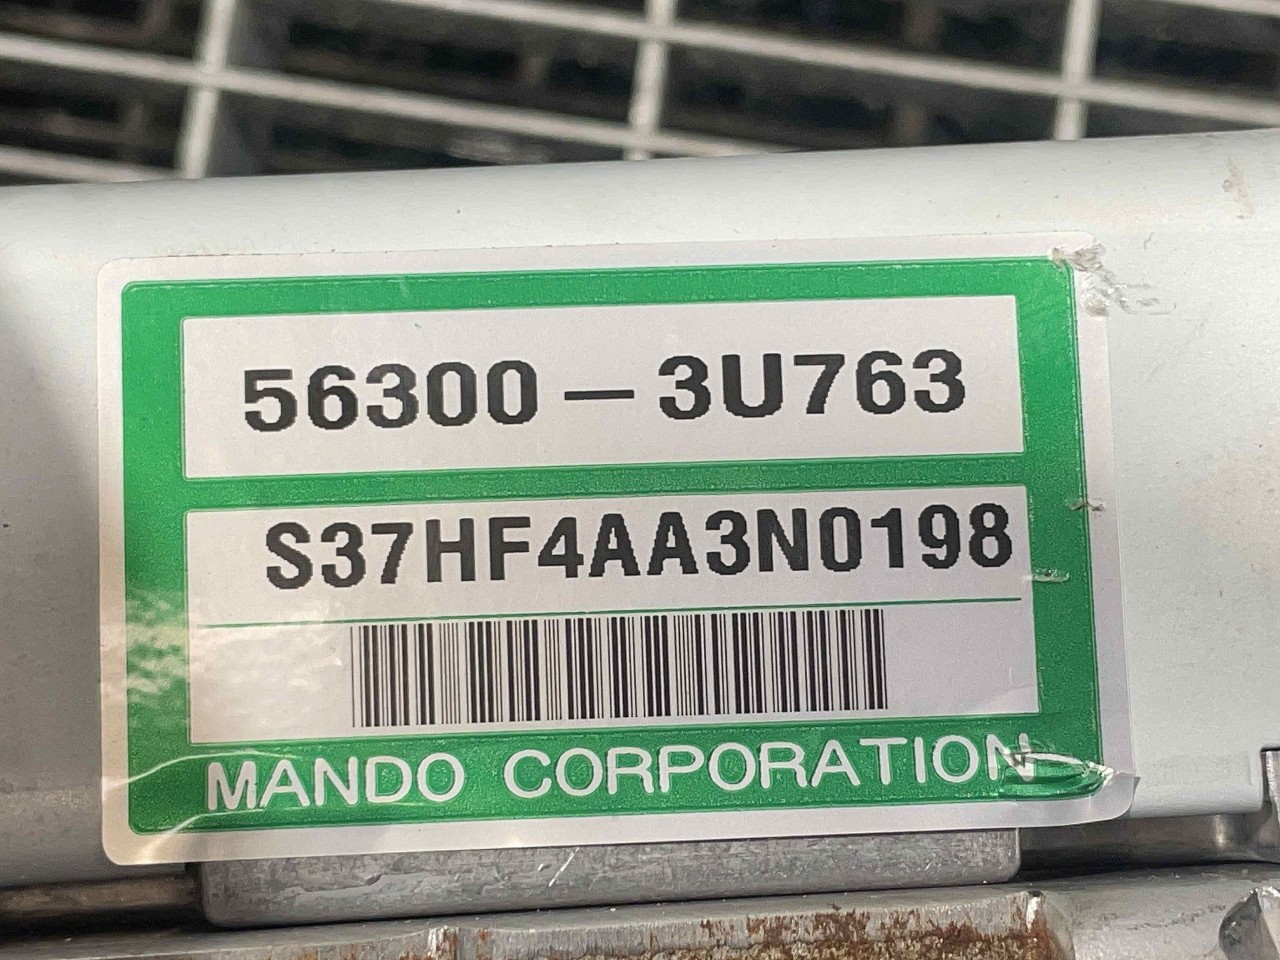 56300-3U763
S37HF4AA3N0198
MANDO CORPORATION